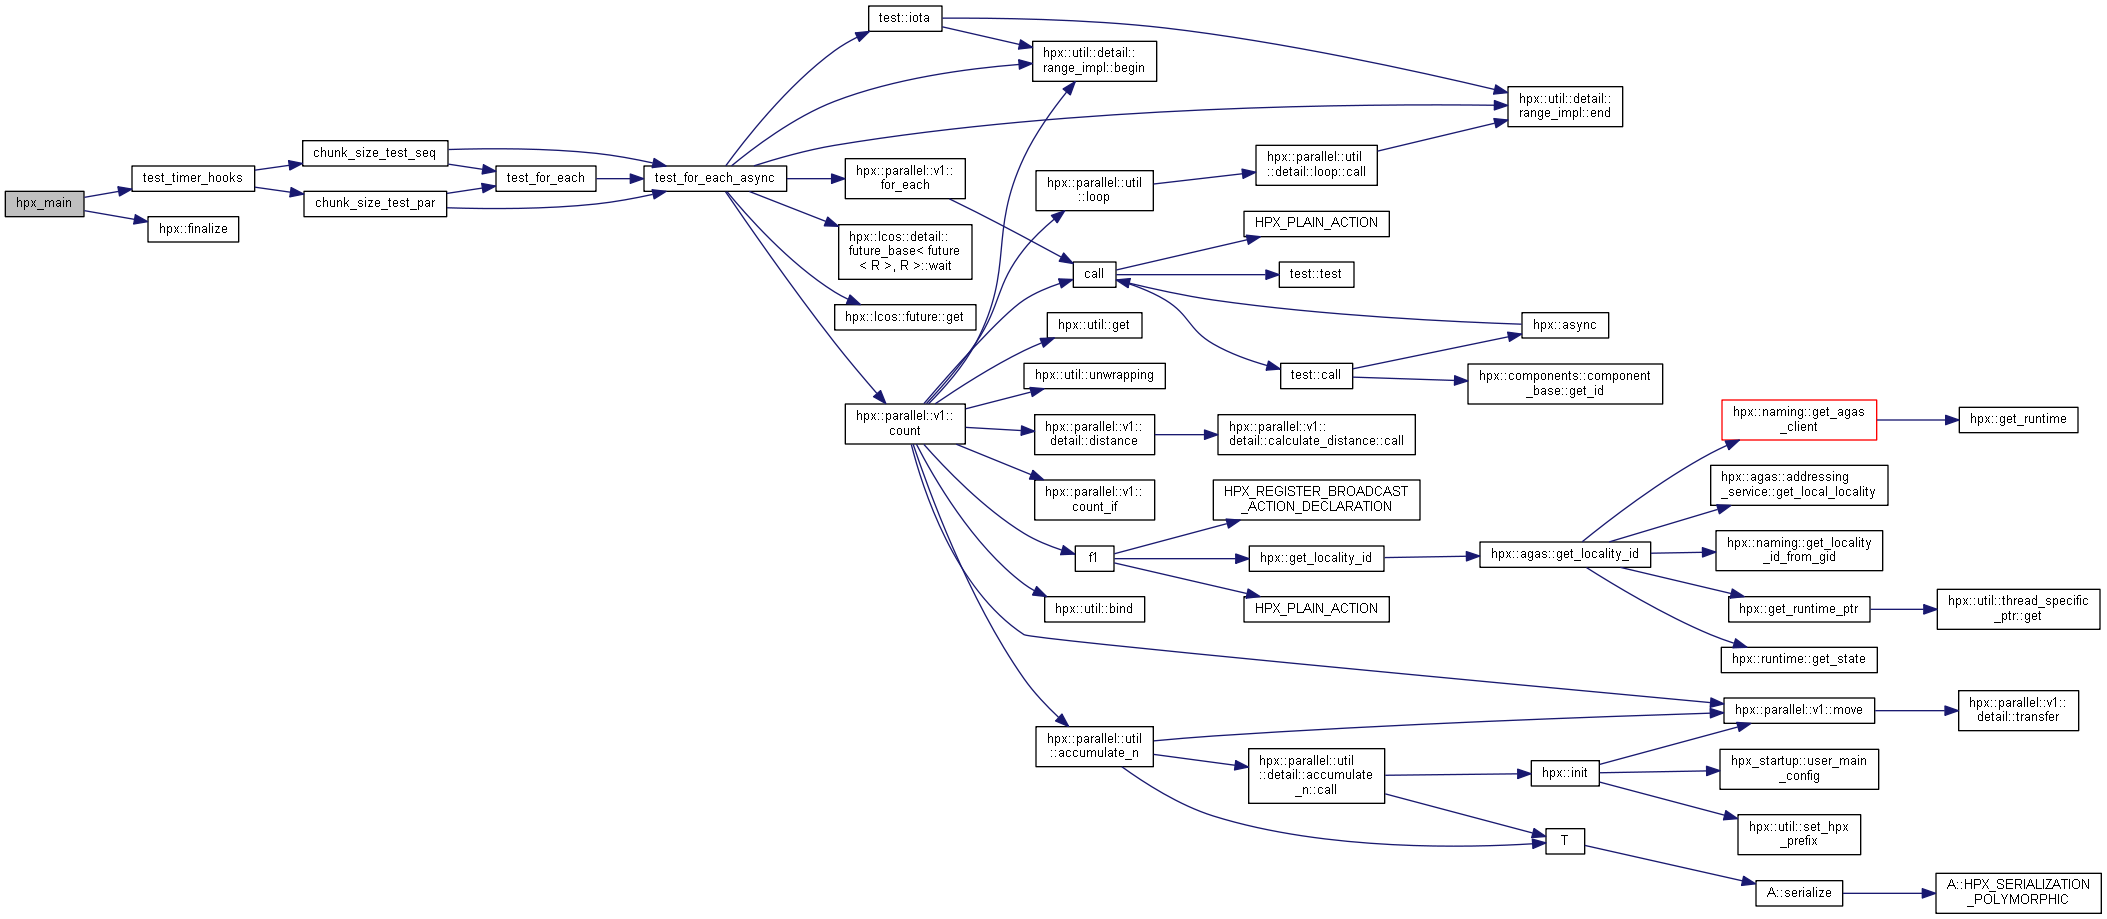 hpx_main
test_timer_hooks
hpx::finalize
chunk_size_test_seq
chunk_size_test_par
test_for_each
test_for_each_async
test::iota
hpx::util::detail::
range_impl::begin
hpx::util::detail::
range_impl::end
hpx::parallel::v1::
for_each
hpx::lcos::detail::
future_base< future
< R >, R >::wait
hpx::lcos::future::get
hpx::parallel::v1::
count
hpx::parallel::util
::loop
hpx::parallel::util
::detail::loop::call
call
HPX_PLAIN_ACTION
test::test
test::call
hpx::async
hpx::components::component
_base::get_id
hpx::util::get
hpx::util::unwrapping
hpx::parallel::v1::
detail::distance
hpx::parallel::v1::
detail::calculate_distance::call
hpx::parallel::v1::
count_if
f1
HPX_REGISTER_BROADCAST
_ACTION_DECLARATION
hpx::get_locality_id
HPX_PLAIN_ACTION
hpx::agas::get_locality_id
hpx::naming::get_agas
_client
hpx::get_runtime
hpx::agas::addressing
_service::get_local_locality
hpx::naming::get_locality
_id_from_gid
hpx::get_runtime_ptr
hpx::util::thread_specific
_ptr::get
hpx::runtime::get_state
hpx::util::bind
hpx::parallel::util
::accumulate_n
hpx::parallel::util
::detail::accumulate
_n::call
hpx::init
hpx::parallel::v1::move
hpx::parallel::v1::
detail::transfer
hpx_startup::user_main
_config
hpx::util::set_hpx
_prefix
T
A::serialize
A::HPX_SERIALIZATION
_POLYMORPHIC